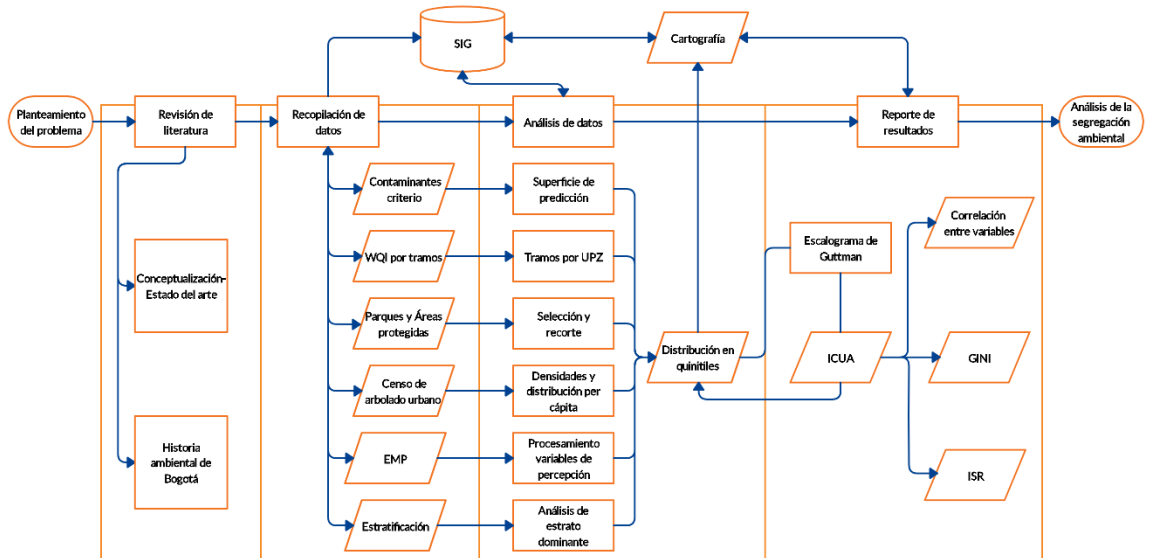 SIG
Cartografía
Planteamiento
del problema
Revisión de
literatura
Recopilación de
datos
Análisis de datos
Reporte de
resultados
Análisis de la
segregación
ambiental
Contaminantes
criterio
Superficie de
predicción
Correlación
entre variables
Escalograma de
Guttman
WQI por tramos
Tramos por UPZ
Conceptualización-
Estado del arte
Parques y Áreas
protegidas
Selección y
recorte
Distribución en
quinitiles
ICUA
GINI
Censo de
arbolado urbano
Densidades y
distribución per
cápita
Historia
ambiental de
Bogotá
EMP
Procesamiento
variables de
percepción
ISR
Estratificación
Análisis de
estrato
dominante